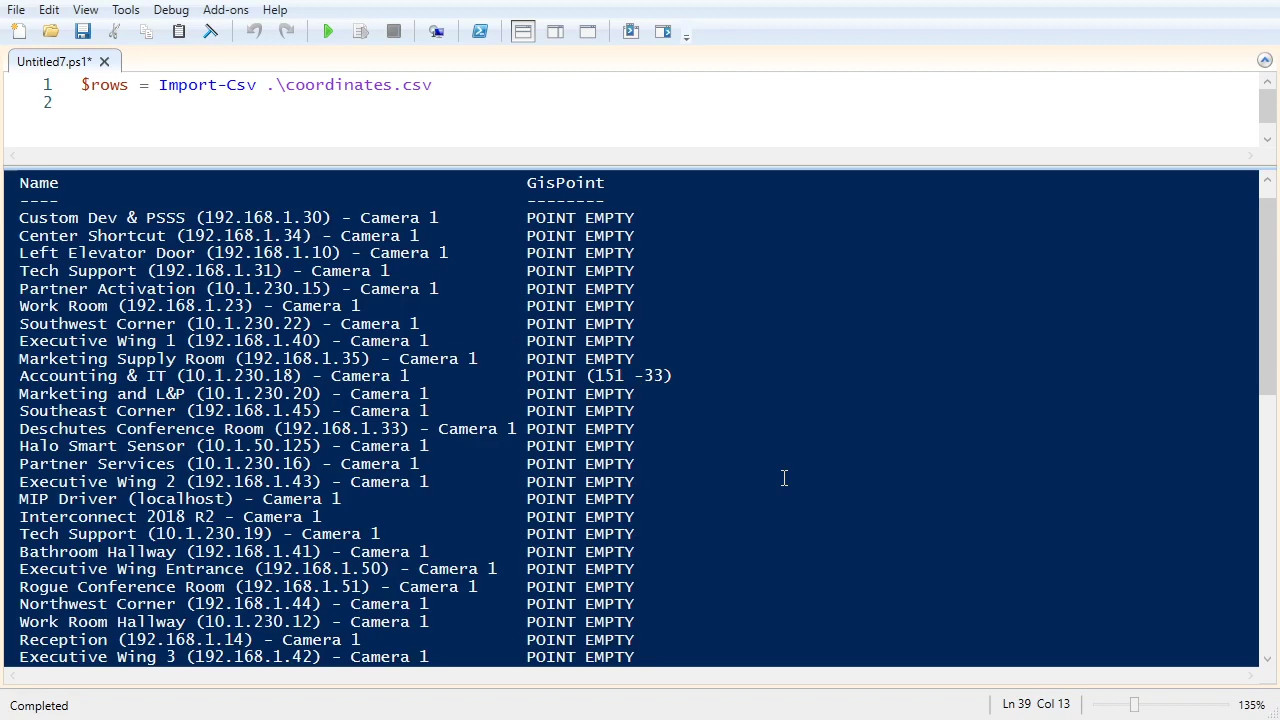 File Edit View Tools Debug Add-ons Help
Untitled7.ps1*
1 $rows = Import-Csv .\coordinates.csv
2
Name GisPoint
---- --------
Custom Dev & PSSS (192.168.1.30) - Camera 1 POINT EMPTY
Center Shortcut (192.168.1.34) - Camera 1 POINT EMPTY
Left Elevator Door (192.168.1.10) - Camera 1 POINT EMPTY
Tech Support (192.168.1.31) - Camera 1 POINT EMPTY
Partner Activation (10.1.230.15) - Camera 1 POINT EMPTY
Work Room (192.168.1.23) - Camera 1 POINT EMPTY
Southwest Corner (10.1.230.22) - Camera 1 POINT EMPTY
Executive Wing 1 (192.168.1.40) - Camera 1 POINT EMPTY
Marketing Supply Room (192.168.1.35) - Camera 1 POINT EMPTY
Accounting & IT (10.1.230.18) - Camera 1 POINT (151 -33)
Marketing and L&P (10.1.230.20) - Camera 1 POINT EMPTY
Southeast Corner (192.168.1.45) - Camera 1 POINT EMPTY
Deschutes Conference Room (192.168.1.33) - Camera 1 POINT EMPTY
Halo Smart Sensor (10.1.50.125) - Camera 1 POINT EMPTY
Partner Services (10.1.230.16) - Camera 1 POINT EMPTY
Executive Wing 2 (192.168.1.43) - Camera 1 POINT EMPTY
MIP Driver (localhost) - Camera 1 POINT EMPTY
Interconnect 2018 R2 - Camera 1 POINT EMPTY
Tech Support (10.1.230.19) - Camera 1 POINT EMPTY
Bathroom Hallway (192.168.1.41) - Camera 1 POINT EMPTY
Executive Wing Entrance (192.168.1.50) - Camera 1 POINT EMPTY
Rogue Conference Room (192.168.1.51) - Camera 1 POINT EMPTY
Northwest Corner (192.168.1.44) - Camera 1 POINT EMPTY
Work Room Hallway (10.1.230.12) - Camera 1 POINT EMPTY
Reception (192.168.1.14) - Camera 1 POINT EMPTY
Executive Wing 3 (192.168.1.42) - Camera 1 POINT EMPTY
Completed Ln 39 Col 13 135%